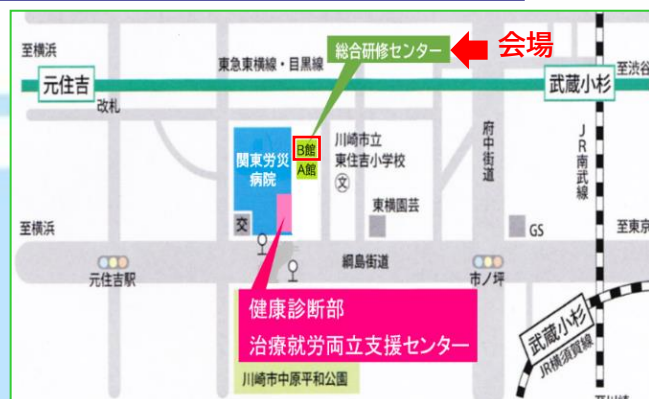 至横浜
元住吉
改札
東急東横線・目黒線
総合研修センター
会場
武蔵小杉
至渋谷
関東労災
病院
B館
A館
川崎市立
東住吉小学校
文
府中街道
JR南武線
交
東横園芸
GS
至横浜
至東京
元住吉駅
綱島街道
市ノ坪
健康診断部
治療就労両立支援センター
武蔵小杉
JR横須賀線
川崎市中原平和公園